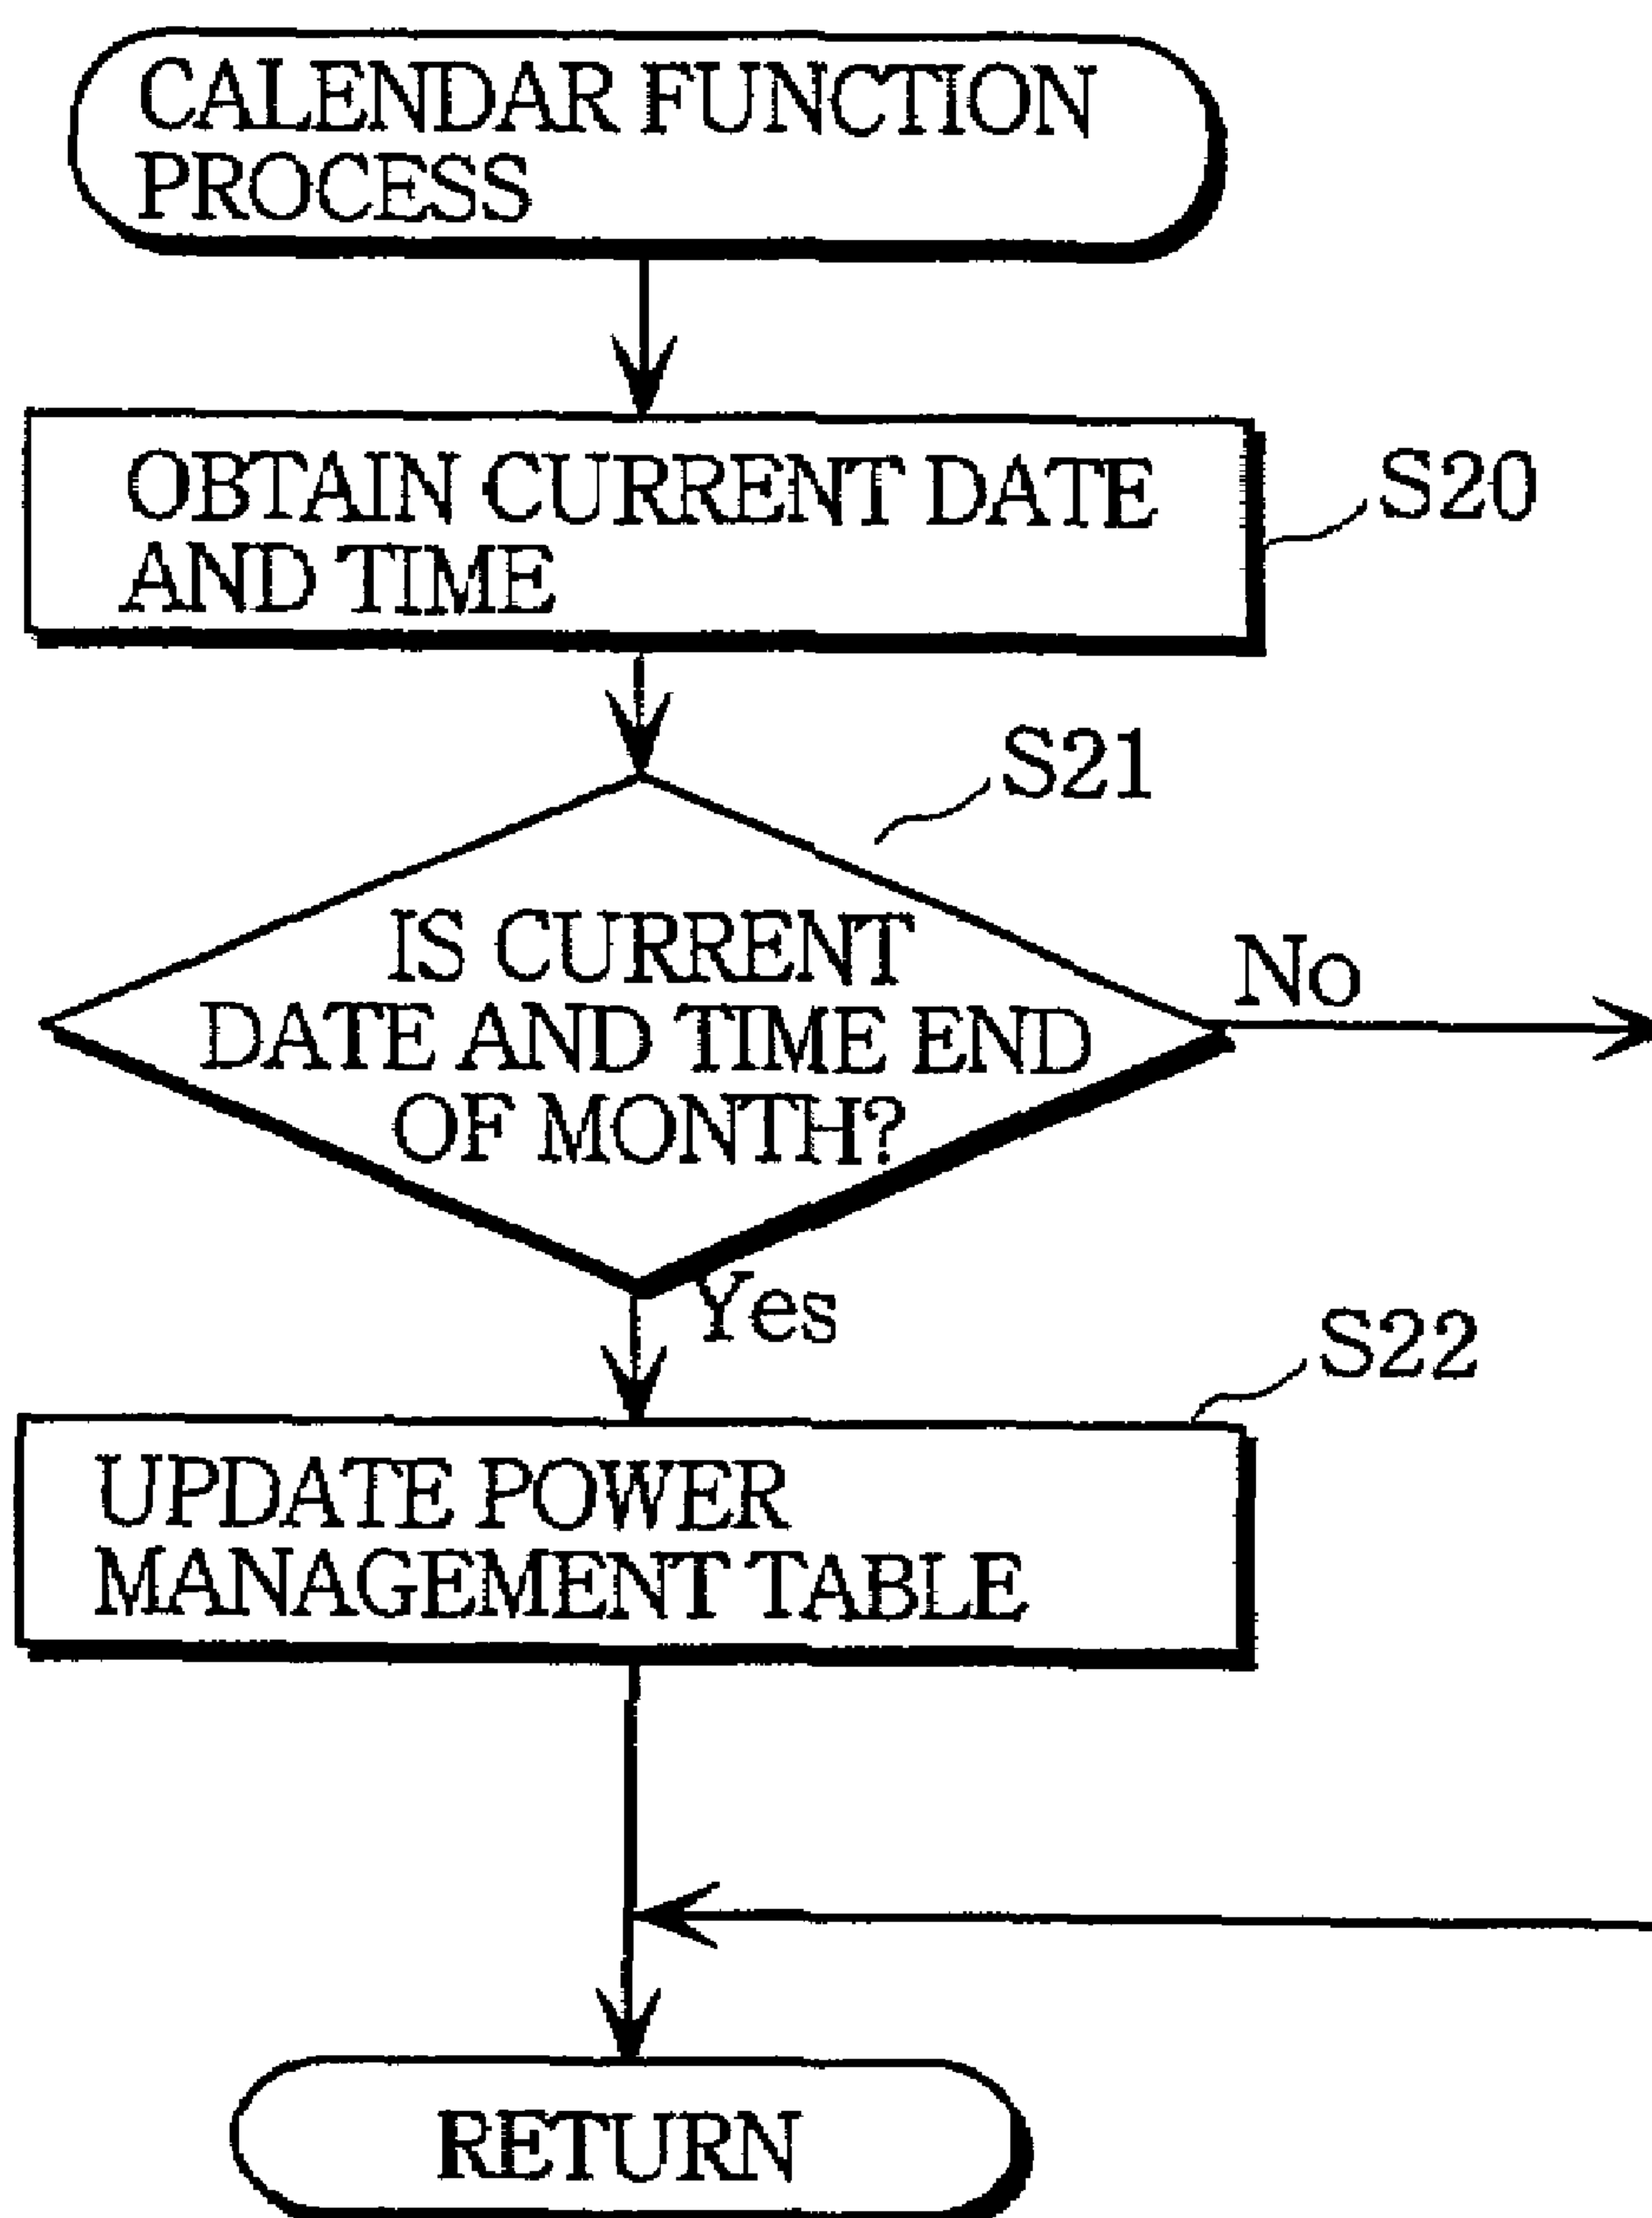 CALENDAR FUNCTION
PROCESS
OBTAIN CURRENT DATE
AND TIME
S20
S21
IS CURRENT
DATE AND TIME END
OF MONTH?
No
Yes
S22
UPDATE POWER
MANAGEMENT TABLE
RETURN